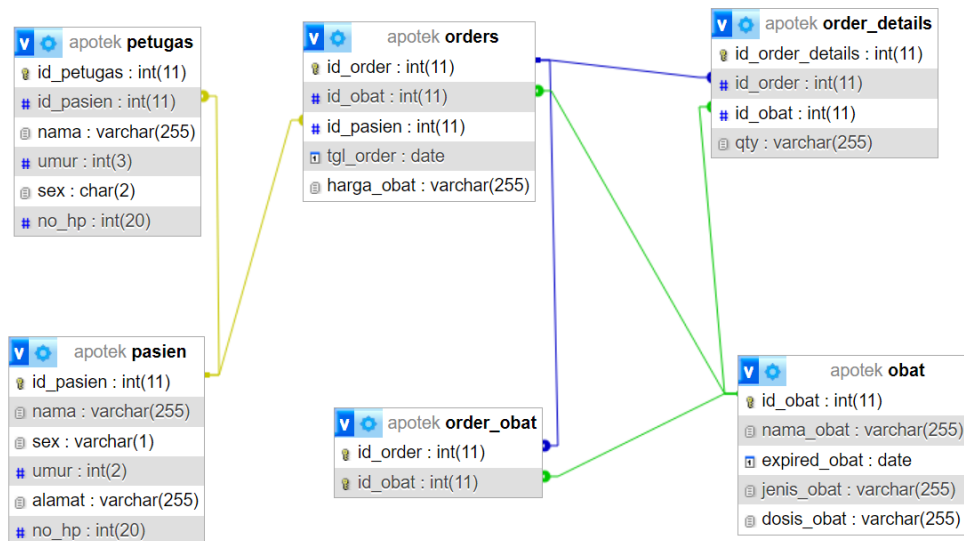 apotek petugas
id_petugas : int(11)
id_pasien : int(11)
nama : varchar(255)
umur : int(3)
sex : char(2)
no_hp : int(20)
apotek orders
id_order : int(11)
id_obat : int(11)
id_pasien : int(11)
tgl_order : date
harga_obat : varchar(255)
apotek order_details
id_order_details : int(11)
id_order : int(11)
id_obat : int(11)
qty : varchar(255)
apotek pasien
id_pasien : int(11)
nama : varchar(255)
sex : varchar(1)
umur : int(2)
alamat : varchar(255)
no_hp : int(20)
apotek order_obat
id_order : int(11)
id_obat : int(11)
apotek obat
id_obat : int(11)
nama_obat : varchar(255)
expired_obat : date
jenis_obat : varchar(255)
dosis_obat : varchar(255)